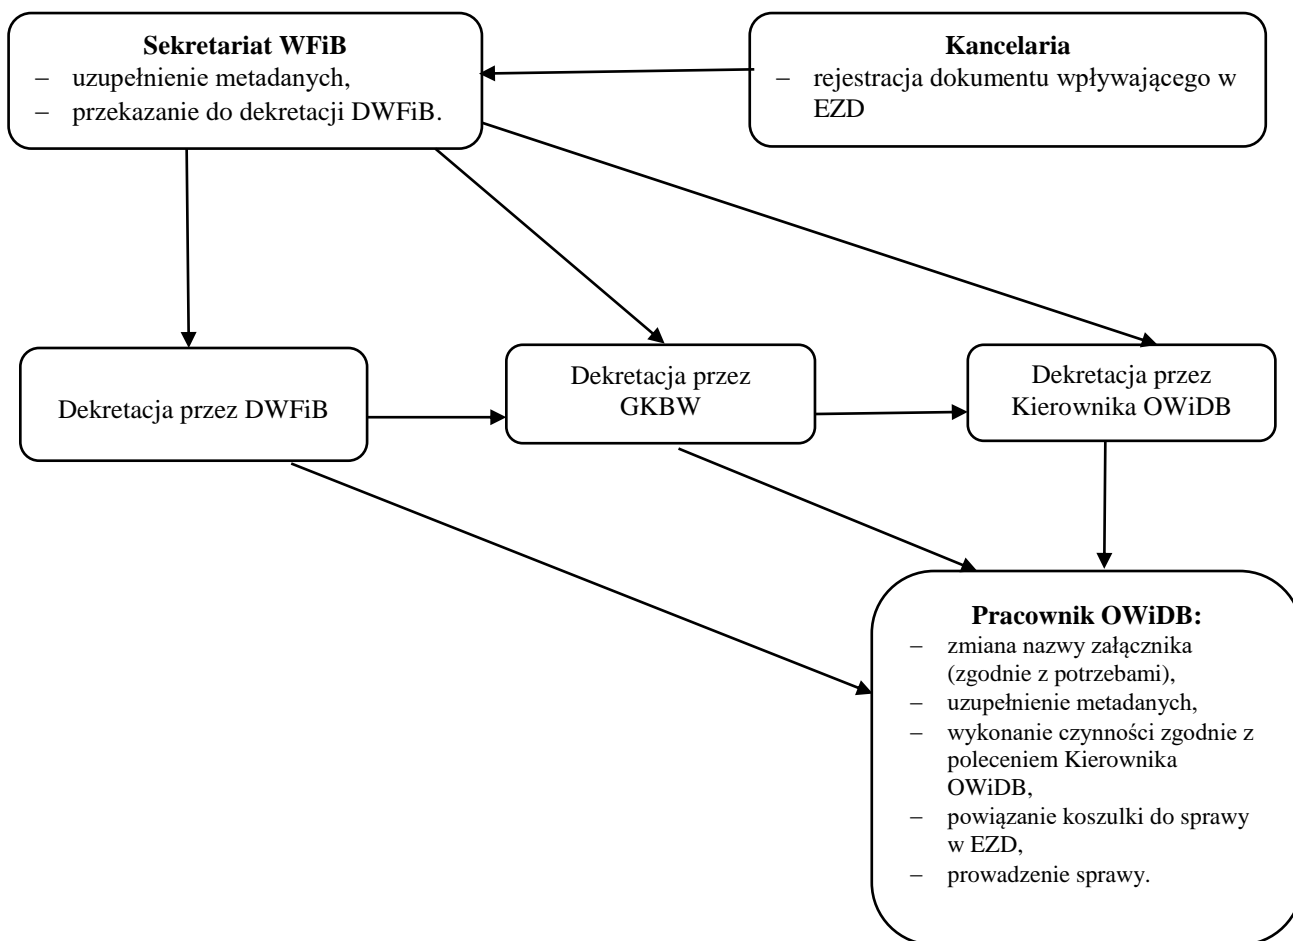 Sekretariat WFiB
– uzupełnienie metadanych,
– przekazanie do dekretacji DWFiB.
Kancelaria
– rejestracja dokumentu wpływającego w
EZD
Dekretacja przez DWFiB
Dekretacja przez
GKBW
Dekretacja przez
Kierownika OWiDB
Pracownik OWiDB:
– zmiana nazwy załącznika
(zgodnie z potrzebami),
– uzupełnienie metadanych,
– wykonanie czynności zgodnie z
poleceniem Kierownika
OWiDB,
– powiązanie koszulki do sprawy
w EZD,
– prowadzenie sprawy.